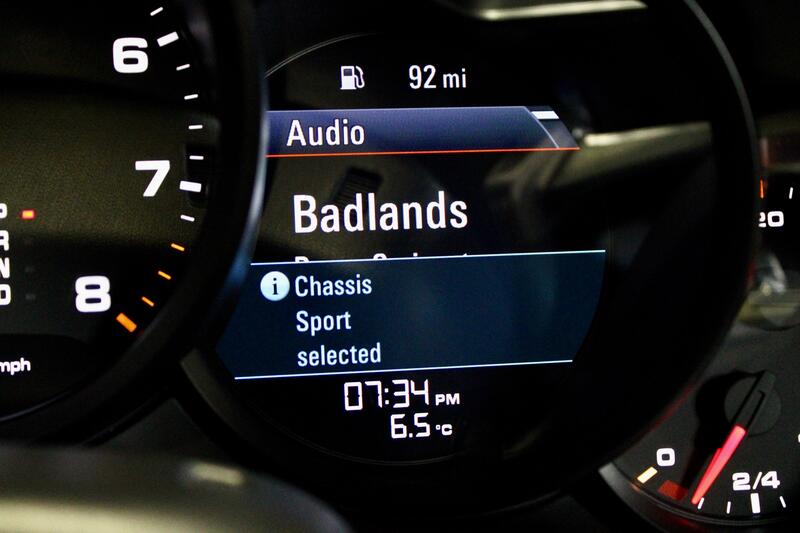 6
7
8
P
R
N
D
mph
92 mi
Audio
Badlands
i
Chassis
Sport
selected
07:34 PM
6.5 °C
20
0
2/4